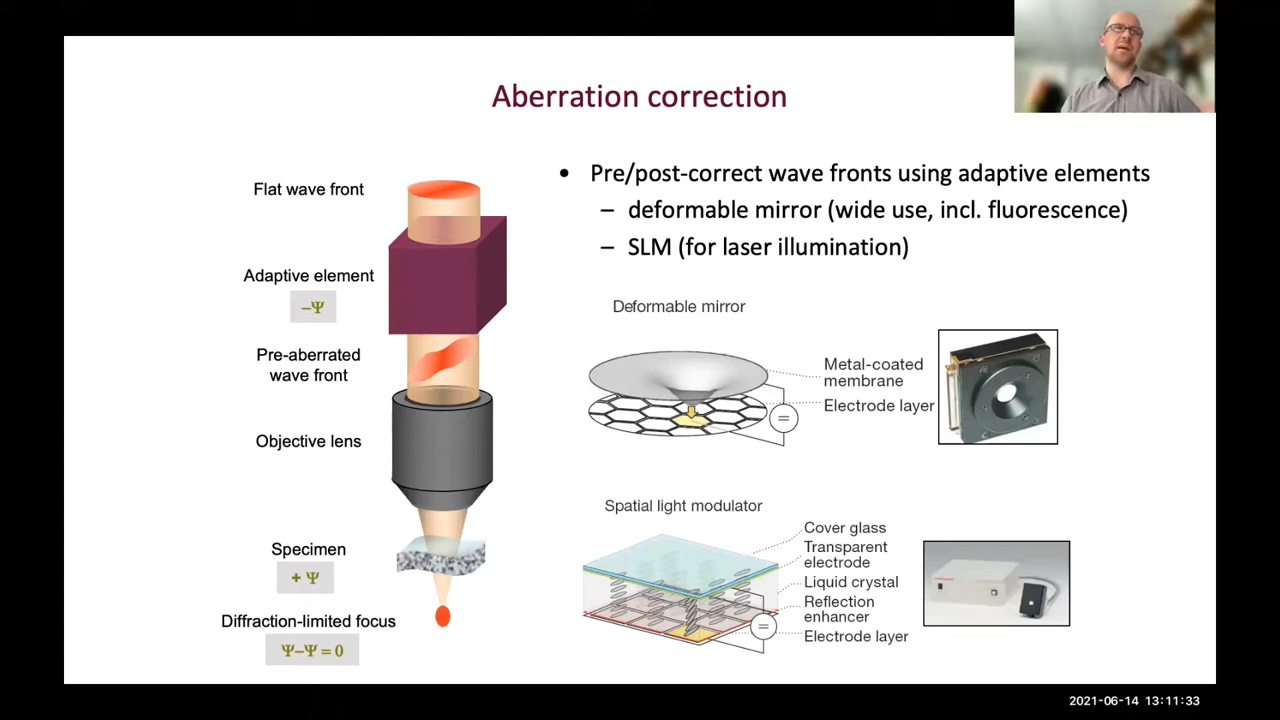 Aberration correction
Flat wave front
Adaptive element
−Ψ
Pre-aberrated
wave front
Objective lens
Specimen
+ Ψ
Diffraction-limited focus
Ψ−Ψ = 0
• Pre/post-correct wave fronts using adaptive elements
– deformable mirror (wide use, incl. fluorescence)
– SLM (for laser illumination)
Deformable mirror
Metal-coated
membrane
Electrode layer
=
Spatial light modulator
Cover glass
Transparent
electrode
Liquid crystal
Reflection
enhancer
Electrode layer
=
2021-06-14 13:11:33